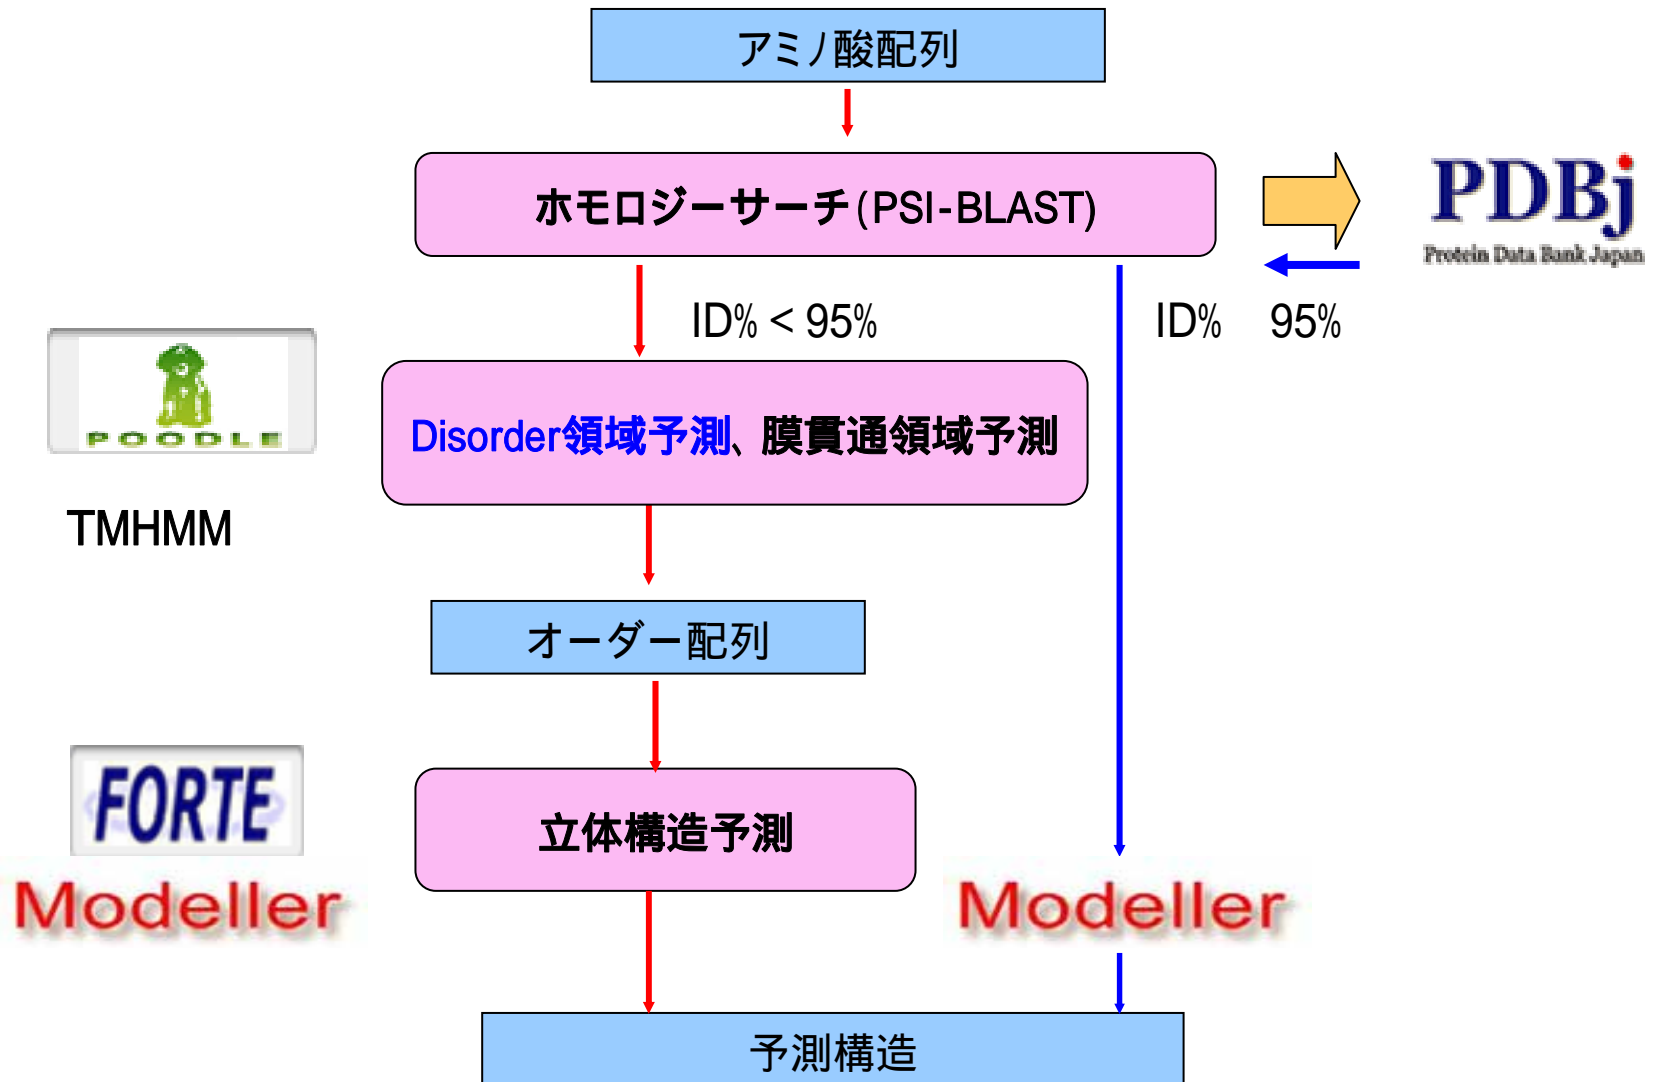 アミノ酸配列
ホモロジーサーチ(PSI-BLAST)
PDBj
Protein Data Bank Japan
ID% < 95%
ID% 95%
POODLE
Disorder領域予測、膜貫通領域予測
TMHMM
オーダー配列
FORTE
立体構造予測
Modeller
Modeller
予測構造